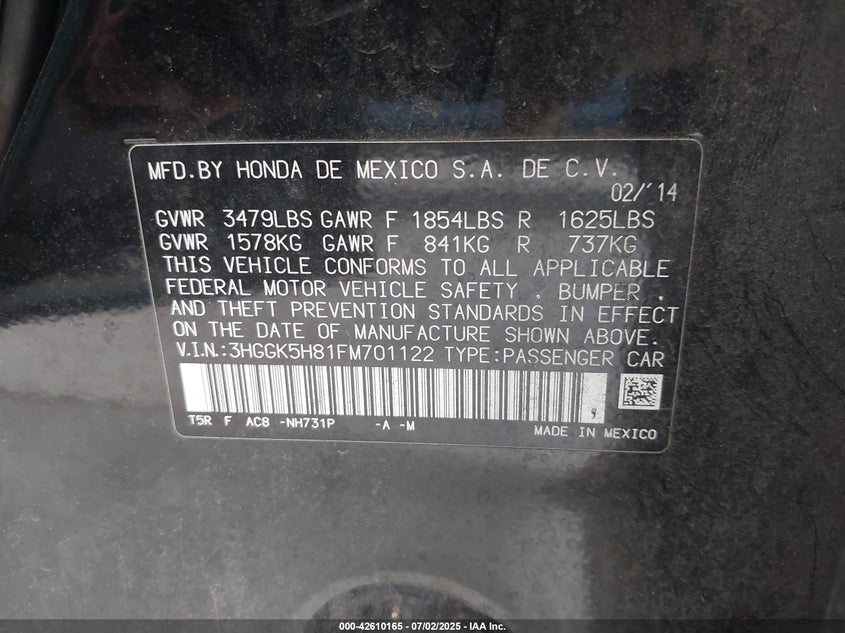 MFD.BY HONDA DE MEXICO S.A. DE C.V.
02/'14
GVWR 3479LBS GAWR F 1854LBS R 1625LBS
GVWR 1578KG GAWR F 841KG R 737KG
THIS VEHICLE CONFORMS TO ALL APPLICABLE
FEDERAL MOTOR VEHICLE SAFETY , BUMPER ,
AND THEFT PREVENTION STANDARDS IN EFFECT
ON THE DATE OF MANUFACTURE SHOWN ABOVE.
V.I.N.:3HGGK5H81FM701122 TYPE:PASSENGER CAR
T5R F AC8 -NH731P -A -M
MADE IN MEXICO
000-42610165 - 07/02/2025 - IAA Inc.